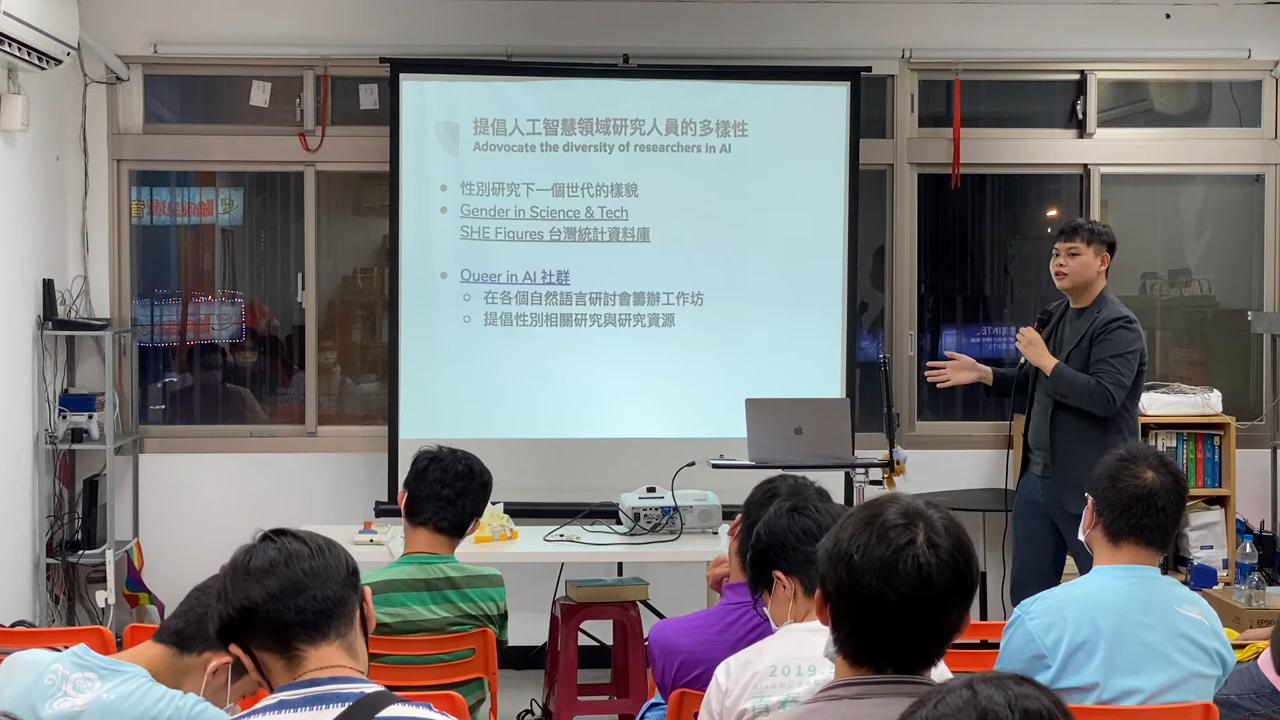 提倡人工智慧領域研究人員的多樣性
Adovocate the diversity of researchers in AI
性別研究下一個世代的樣貌
Gender in Science & Tech
SHE Figures 台灣統計資料庫
Queer in AI 社群
在各個自然語言研討會籌辦工作坊
提倡性別相關研究與研究資源
2019.
EPSO